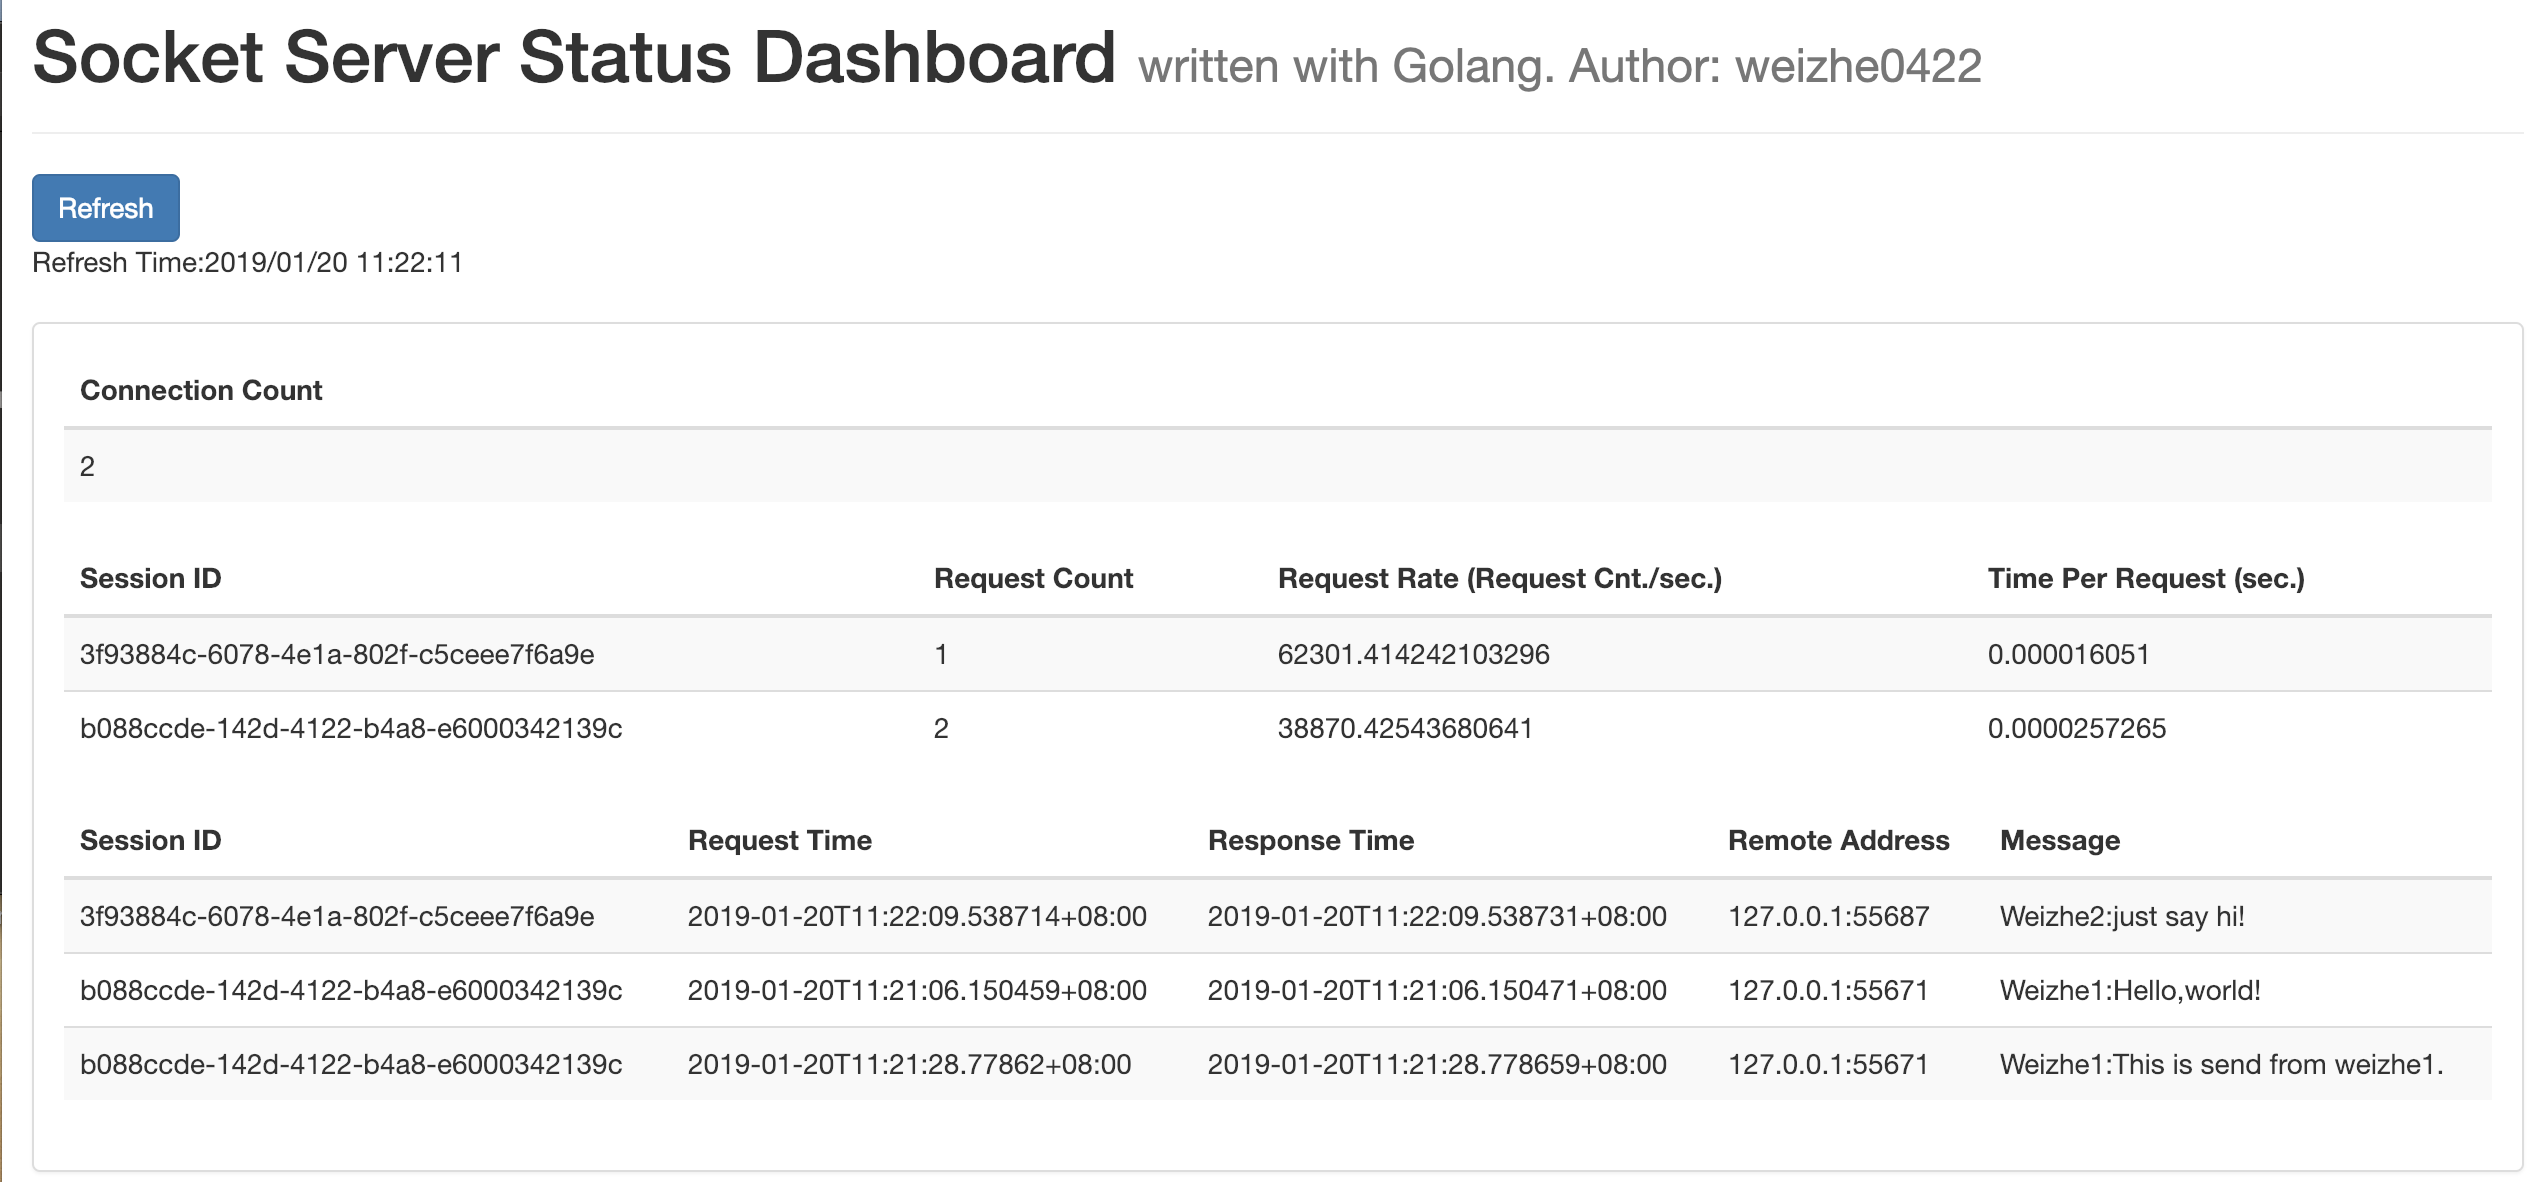 Socket Server Status Dashboard written with Golang. Author: weizhe0422
Refresh
Refresh Time:2019/01/20 11:22:11
Connection Count
2
Session ID Request Count Request Rate (Request Cnt./sec.) Time Per Request (sec.)
3f93884c-6078-4e1a-802f-c5ceee7f6a9e 1 62301.414242103296 0.000016051
b088ccde-142d-4122-b4a8-e6000342139c 2 38870.42543680641 0.0000257265
Session ID Request Time Response Time Remote Address Message
3f93884c-6078-4e1a-802f-c5ceee7f6a9e 2019-01-20T11:22:09.538714+08:00 2019-01-20T11:22:09.538731+08:00 127.0.0.1:55687 Weizhe2:just say hi!
b088ccde-142d-4122-b4a8-e6000342139c 2019-01-20T11:21:06.150459+08:00 2019-01-20T11:21:06.150471+08:00 127.0.0.1:55671 Weizhe1:Hello,world!
b088ccde-142d-4122-b4a8-e6000342139c 2019-01-20T11:21:28.77862+08:00 2019-01-20T11:21:28.778659+08:00 127.0.0.1:55671 Weizhe1:This is send from weizhe1.